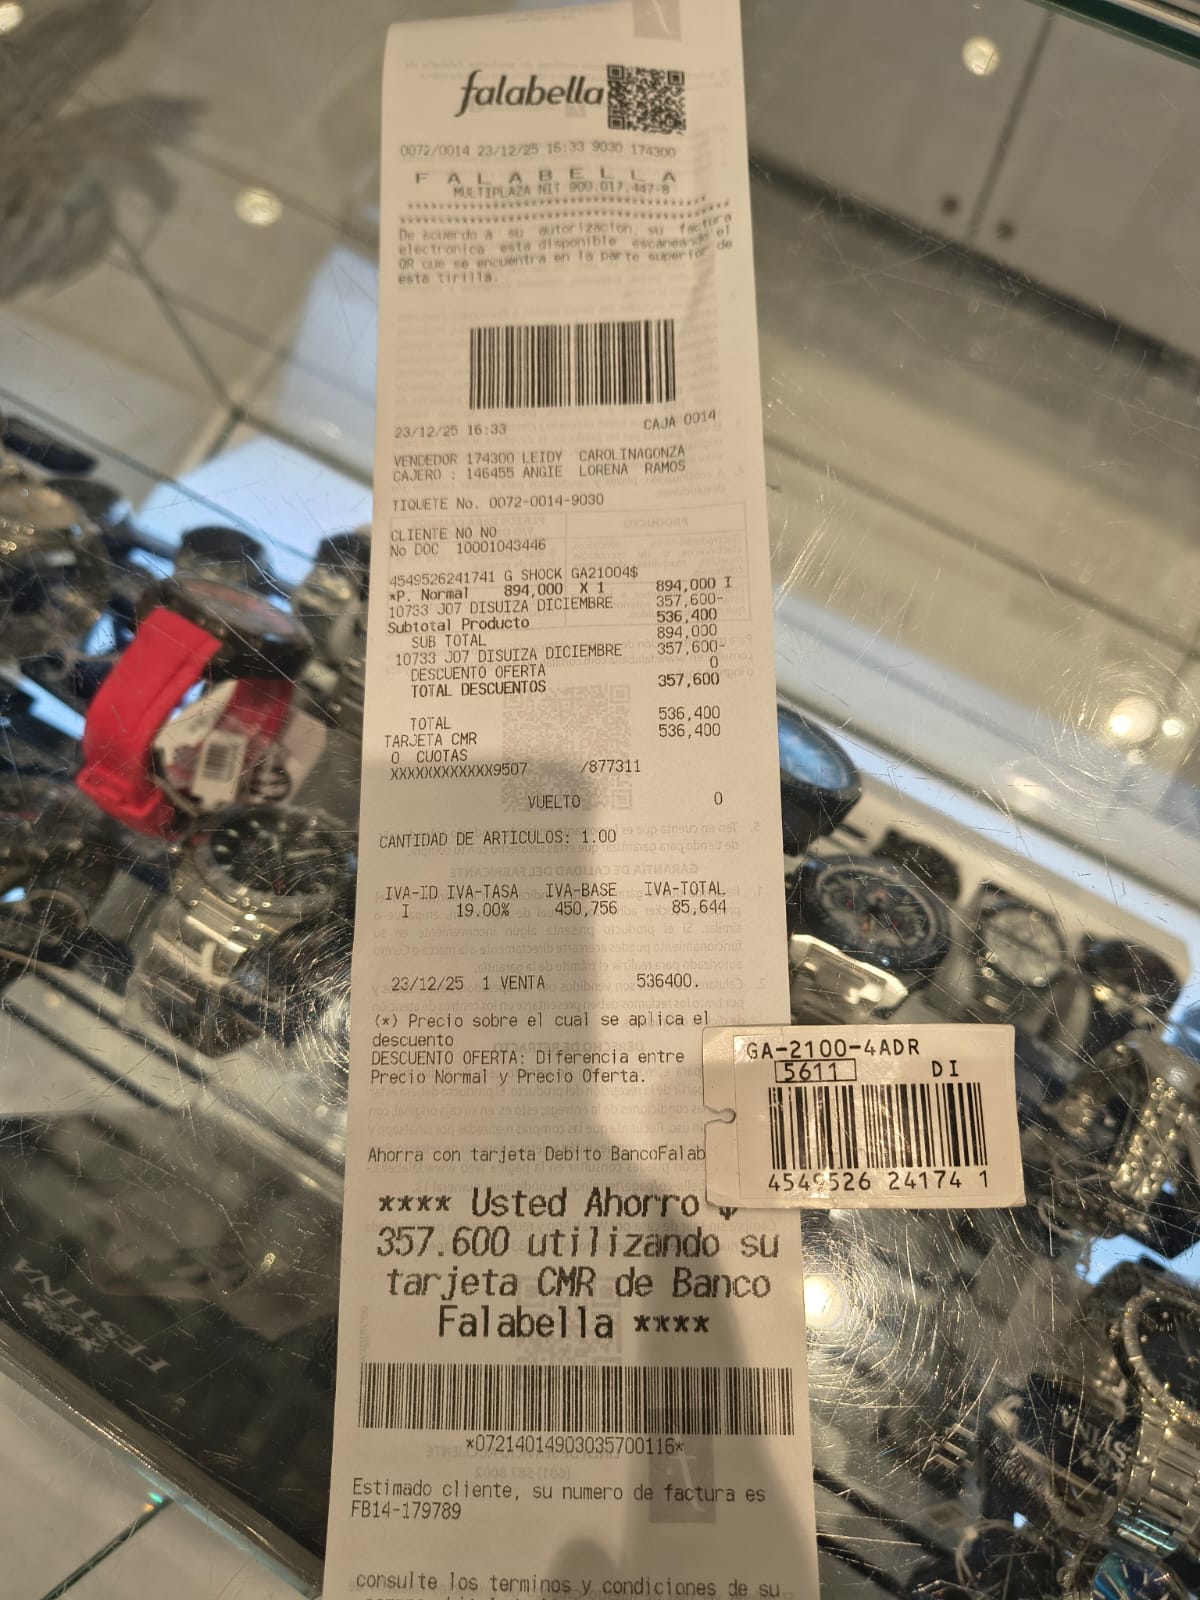 falabella
0072/0014 23/12/25 16:33 9030 174300
F A L A B E L L A
MULTIPLAZA NIT 900.017.447-8
De acuerdo a su autorizacion, su factura
electronica esta disponible escaneando el
QR que se encuentra en la parte superior de
esta tirilla.
23/12/25 16:33 CAJA 0014
VENDEDOR 174300 LEIDY CAROLINAGONZA
CAJERO : 146455 ANGIE LORENA RAMOS
TIQUETE No. 0072-0014-9030
CLIENTE NO NO
No DOC 10001043446
4549526241741 G SHOCK GA21004$
*P. Normal 894,000 X 1 894,000 I
10733 J07 DISUIZA DICIEMBRE 357,600-
Subtotal Producto 536,400
SUB TOTAL 894,000
10733 J07 DISUIZA DICIEMBRE 357,600-
DESCUENTO OFERTA 0
TOTAL DESCUENTOS 357,600
TOTAL 536,400
TARJETA CMR 536,400
0 CUOTAS
XXXXXXXXXXXX9507 /877311
VUELTO 0
CANTIDAD DE ARTICULOS: 1.00
IVA-ID IVA-TASA IVA-BASE IVA-TOTAL
I 19.00% 450,756 85,644
23/12/25 1 VENTA 536400.
(*) Precio sobre el cual se aplica el
descuento
DESCUENTO OFERTA: Diferencia entre
Precio Normal y Precio Oferta.
Ahorra con tarjeta Debito BancoFalab
**** Usted Ahorro $
357.600 utilizando su
tarjeta CMR de Banco
Falabella ****
*07214014903035700116*
Estimado cliente, su numero de factura es
FB14-179789
consulte los terminos y condiciones de su
GA-2100-4ADR
5611 DI
4549526 24174 1
FESTINA